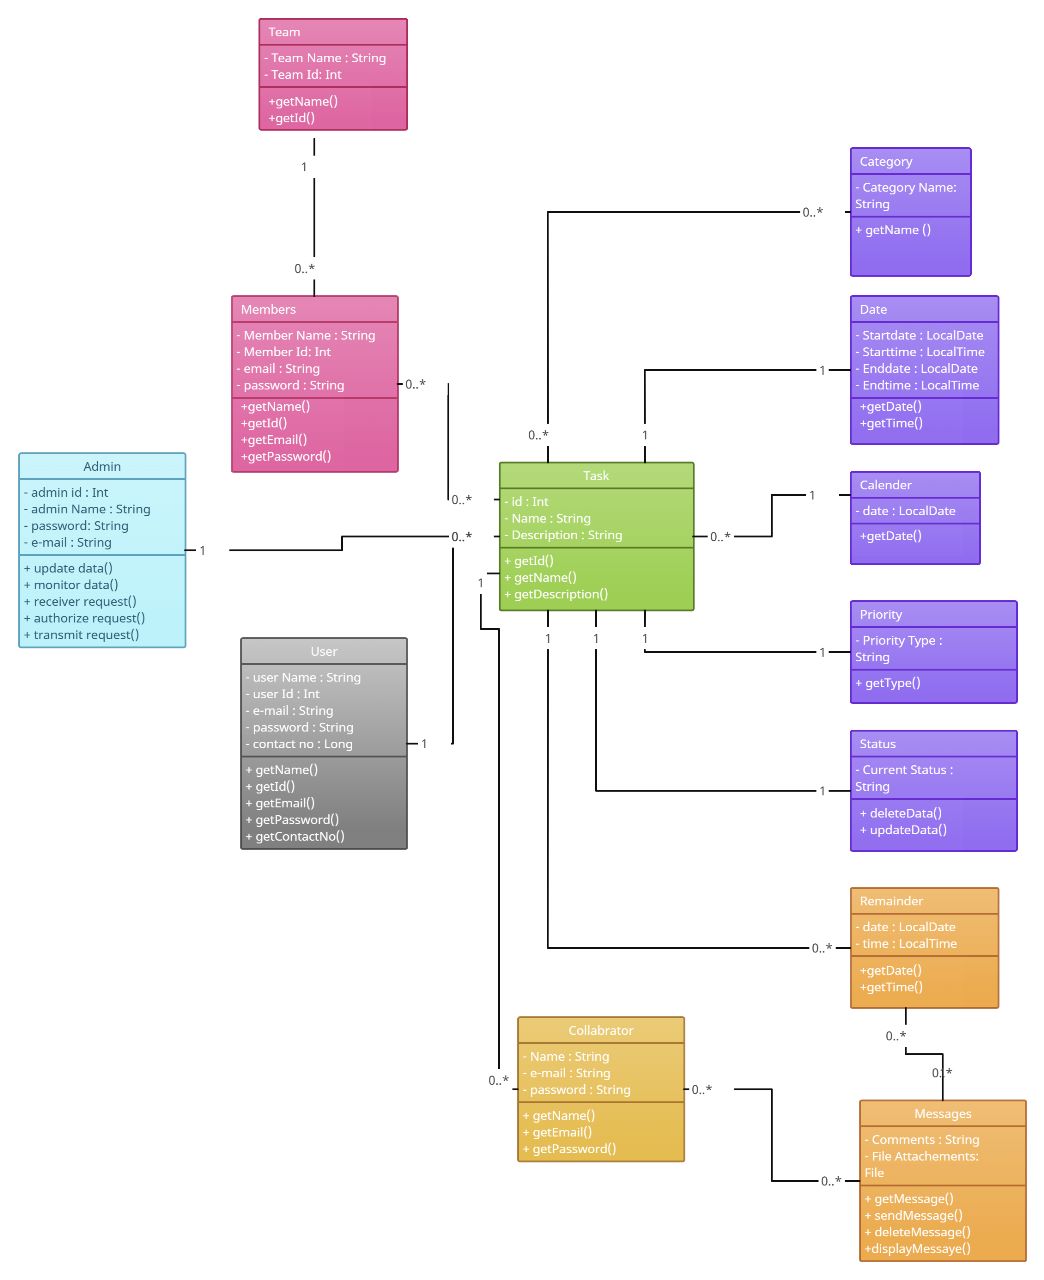 Team
- Team Name : String
- Team Id: Int
+getName()
+getId()
1
0..*
Members
- Member Name : String
- Member Id: Int
- email : String
- password : String
+getName()
+getId()
+getEmail()
+getPassword()
0..*
0..*
Admin
- admin id : Int
- admin Name : String
- password: String
- e-mail : String
+ update data()
+ monitor data()
+ receiver request()
+ authorize request()
+ transmit request()
1
0..*
User
- user Name : String
- user Id : Int
- e-mail : String
- password : String
- contact no : Long
+ getName()
+ getId()
+ getEmail()
+ getPassword()
+ getContactNo()
1
Task
- id : Int
- Name : String
- Description : String
+ getId()
+ getName()
+ getDescription()
0..*
1
0..*
1
1
1
1
Category
- Category Name:
String
+ getName ()
0..*
Date
- Startdate : LocalDate
- Starttime : LocalTime
- Enddate : LocalDate
- Endtime : LocalTime
+getDate()
+getTime()
1
Calender
- date : LocalDate
+getDate()
1
Priority
- Priority Type :
String
+ getType()
1
Status
- Current Status :
String
+ deleteData()
+ updateData()
1
Remainder
- date : LocalDate
- time : LocalTime
+getDate()
+getTime()
0..*
0..*
0..*
Collabrator
- Name : String
- e-mail : String
- password : String
+ getName()
+ getEmail()
+ getPassword()
0..*
0..*
0..*
Messages
- Comments : String
- File Attachements:
File
+ getMessage()
+ sendMessage()
+ deleteMessage()
+displayMessaye()